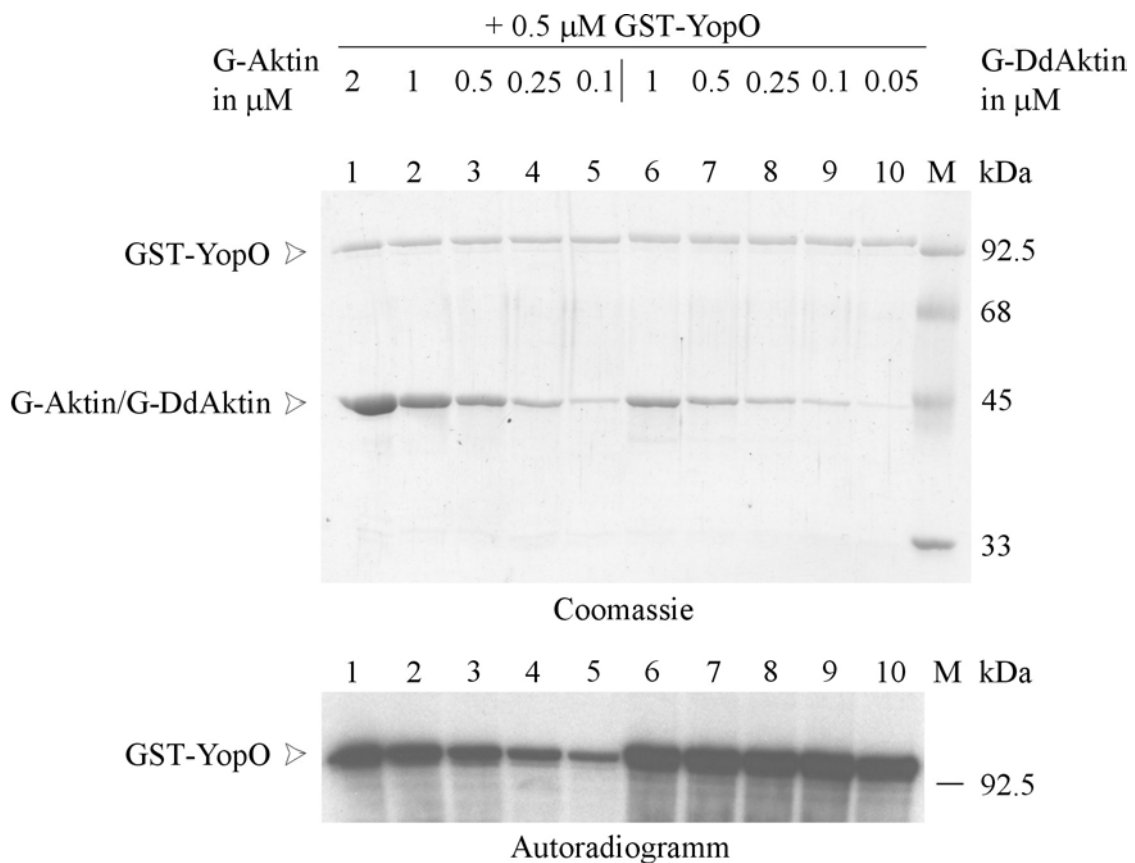 + 0.5 µM GST-YopO
G-Aktin in µM
2 1 0.5 0.25 0.1 1 0.5 0.25 0.1 0.05
G-DdAktin in µM
1 2 3 4 5 6 7 8 9 10 M kDa
GST-YopO
92.5
68
G-Aktin/G-DdAktin
45
33
Coomassie
1 2 3 4 5 6 7 8 9 10 M kDa
GST-YopO
92.5
Autoradiogramm